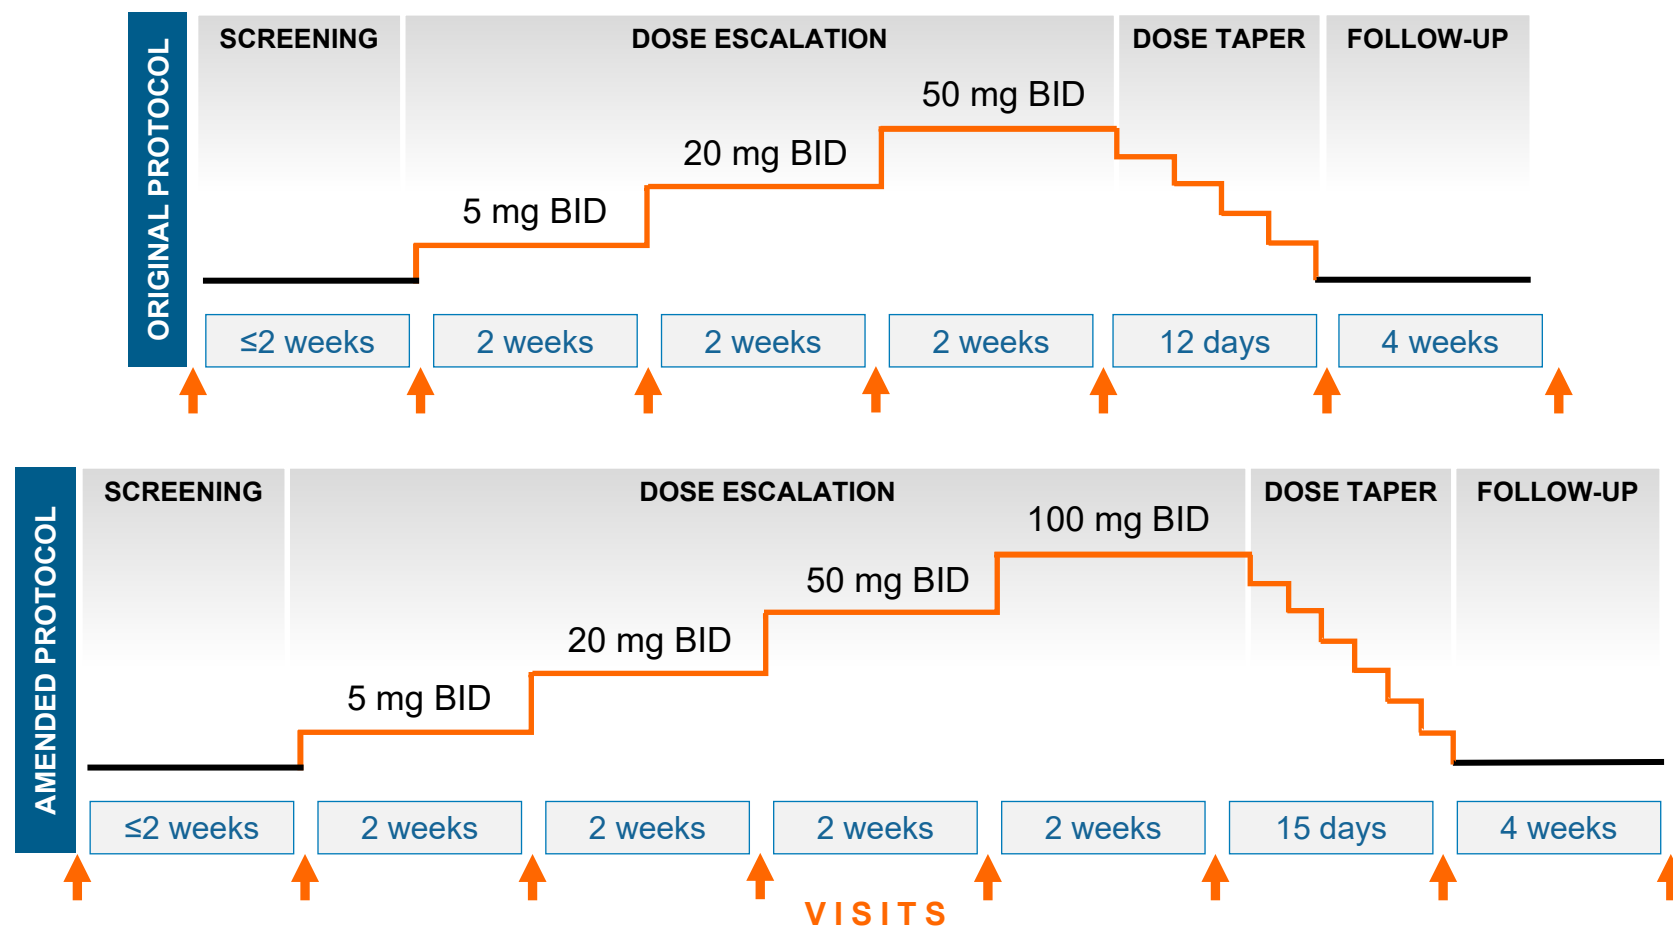 ORIGINAL PROTOCOL
SCREENING
DOSE ESCALATION
DOSE TAPER
FOLLOW-UP
50 mg BID
20 mg BID
5 mg BID
≤2 weeks
2 weeks
2 weeks
2 weeks
12 days
4 weeks
AMENDED PROTOCOL
SCREENING
DOSE ESCALATION
DOSE TAPER
FOLLOW-UP
100 mg BID
50 mg BID
20 mg BID
5 mg BID
≤2 weeks
2 weeks
2 weeks
2 weeks
2 weeks
15 days
4 weeks
VISITS